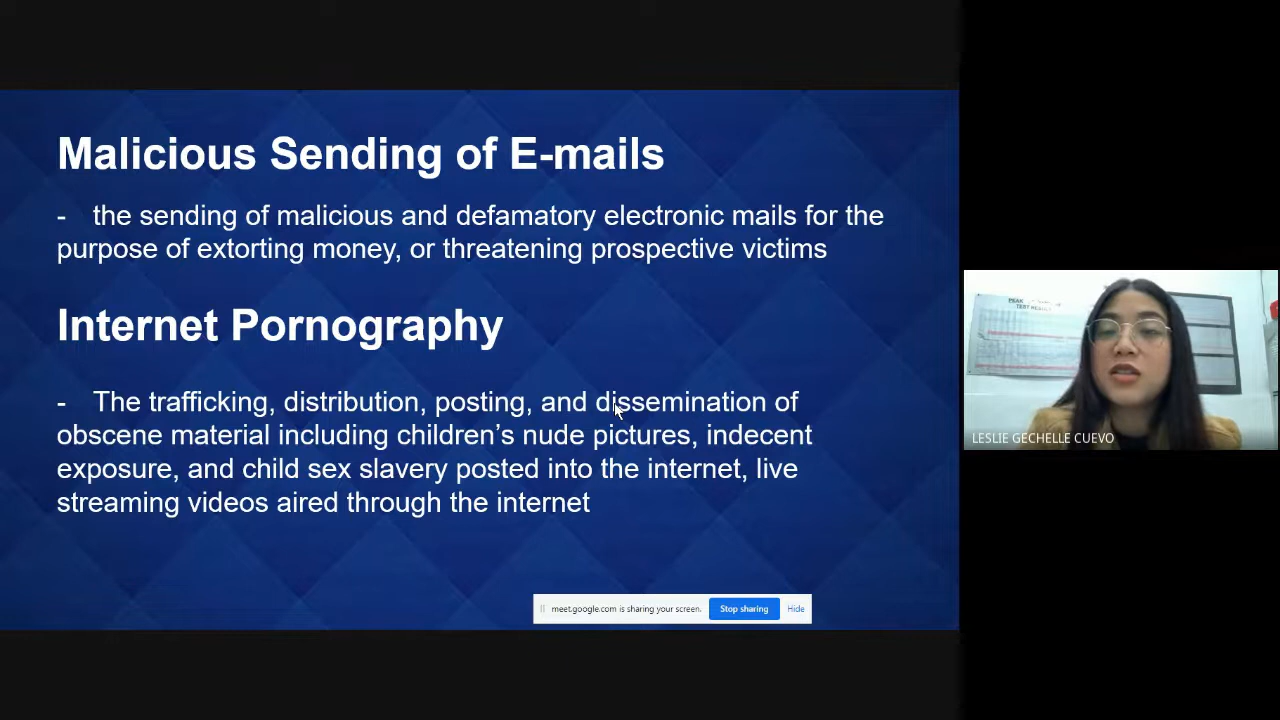 Malicious Sending of E-mails
- the sending of malicious and defamatory electronic mails for the
purpose of extorting money, or threatening prospective victims
Internet Pornography
- The trafficking, distribution, posting, and dissemination of
obscene material including children’s nude pictures, indecent
exposure, and child sex slavery posted into the internet, live
streaming videos aired through the internet
meet.google.com is sharing your screen. Stop sharing Hide
TEST RESULT
LESLIE GECHELLE CUEVO